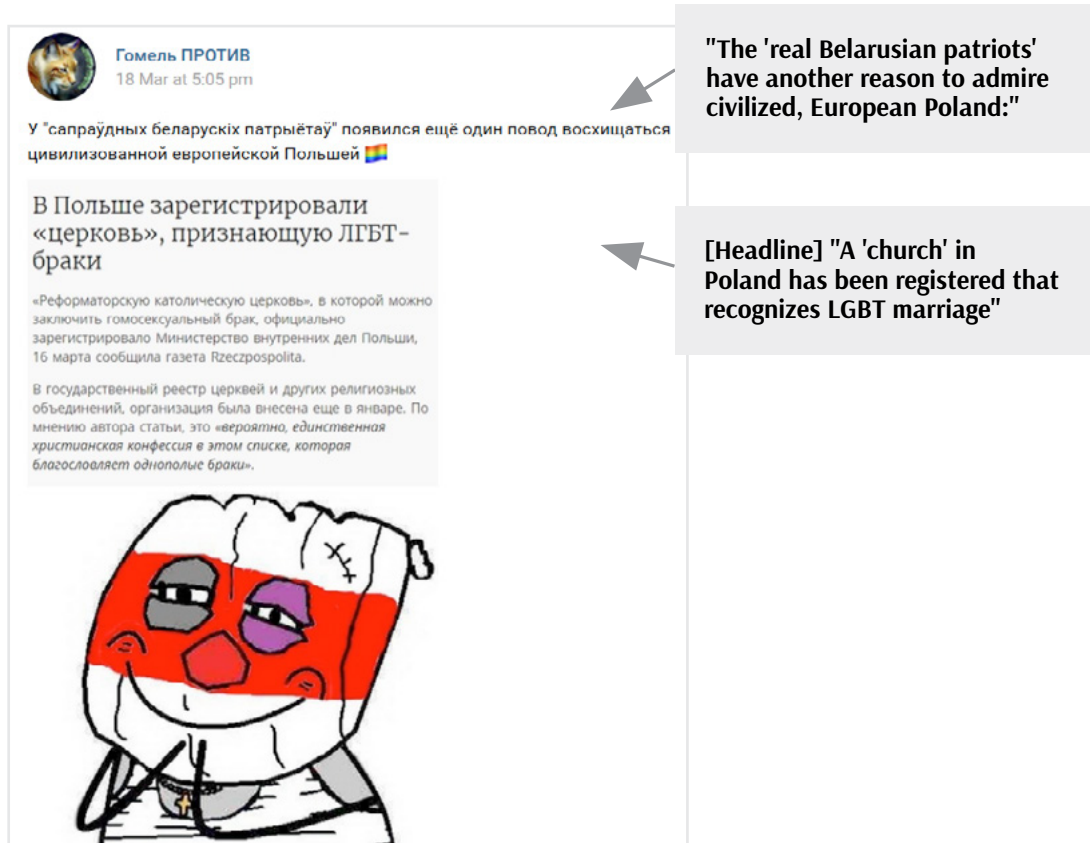 Гомель ПРОТИВ
18 Mar at 5:05 pm
У "сапраўдных беларускіх патрыётаў" появился ещё один повод восхищаться
цивилизованной европейской Польшей
В Польше зарегистрировали
«церковь», признающую ЛГБТ-
браки
«Реформаторскую католическую церковь», в которой можно
заключить гомосексуальный брак, официально
зарегистрировало Министерство внутренних дел Польши,
16 марта сообщила газета Rzeczpospolita.
В государственный реестр церквей и других религиозных
объединений, организация была внесена еще в январе. По
мнению автора статьи, это «вероятно, единственная
христианская конфессия в этом списке, которая
благословляет однополые браки».
"The 'real Belarusian patriots'
have another reason to admire
civilized, European Poland:"
[Headline] "A 'church' in
Poland has been registered that
recognizes LGBT marriage"